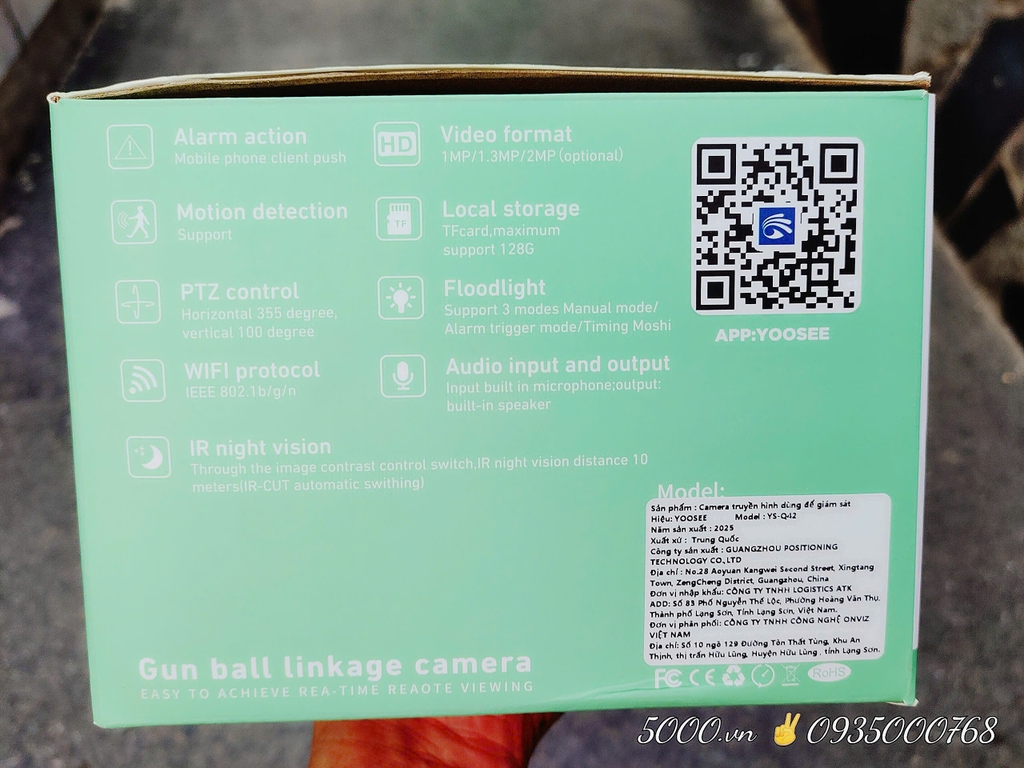 Alarm action
Mobile phone client push
HD
Video format
1MP/1.3MP/2MP(optional)
Motion detection
Support
TF
Local storage
TFcard,maximum
support 128G
PTZ control
Horizontal 355 degree,
vertical 100 degree
Floodlight
Support 3 modes Manual mode/
Alarm trigger mode/Timing Moshi
WIFI protocol
IEEE 802.1b/g/n
Audio input and output
Input built in microphone;output:
built-in speaker
IR night vision
Through the image contrast control switch,IR night vision distance 10
meters(IR-CUT automatic swithing)
APP:YOOSEE
Model:
Sản phẩm : Camera truyền hình dùng để giám sát
Hiệu: YOOSEE Model : YS-Q42
Năm sản xuất : 2025
Xuất xứ : Trung Quốc
Công ty sản xuất : GUANGZHOU POSITIONING
TECHNOLOGY CO.,LTD
Địa chỉ : No.28 Aoyuan Kangwei Second Street, Xingtang
Town, ZengCheng District, Guangzhou, China
Đơn vị nhập khẩu: CÔNG TY TNHH LOGISTICS ATK
ADD: Số 83 Phố Nguyễn Thế Lộc, Phường Hoàng Văn Thụ,
Thành phố Lạng Sơn, Tỉnh Lạng Sơn, Việt Nam.
Đơn vị phân phối: CÔNG TY TNHH CÔNG NGHỆ ONVIZ
VIỆT NAM
Địa chỉ: Số 10 ngõ 129 Đường Tôn Thất Tùng, Khu An
Thịnh, thị trấn Hữu Lũng, Huyện Hữu Lũng , tỉnh Lạng Sơn.
FC CE RoHS
Gun ball linkage camera
EASY TO ACHIEVE REA-TIME REAOTE VIEWING
5000.vn ✌0935000768